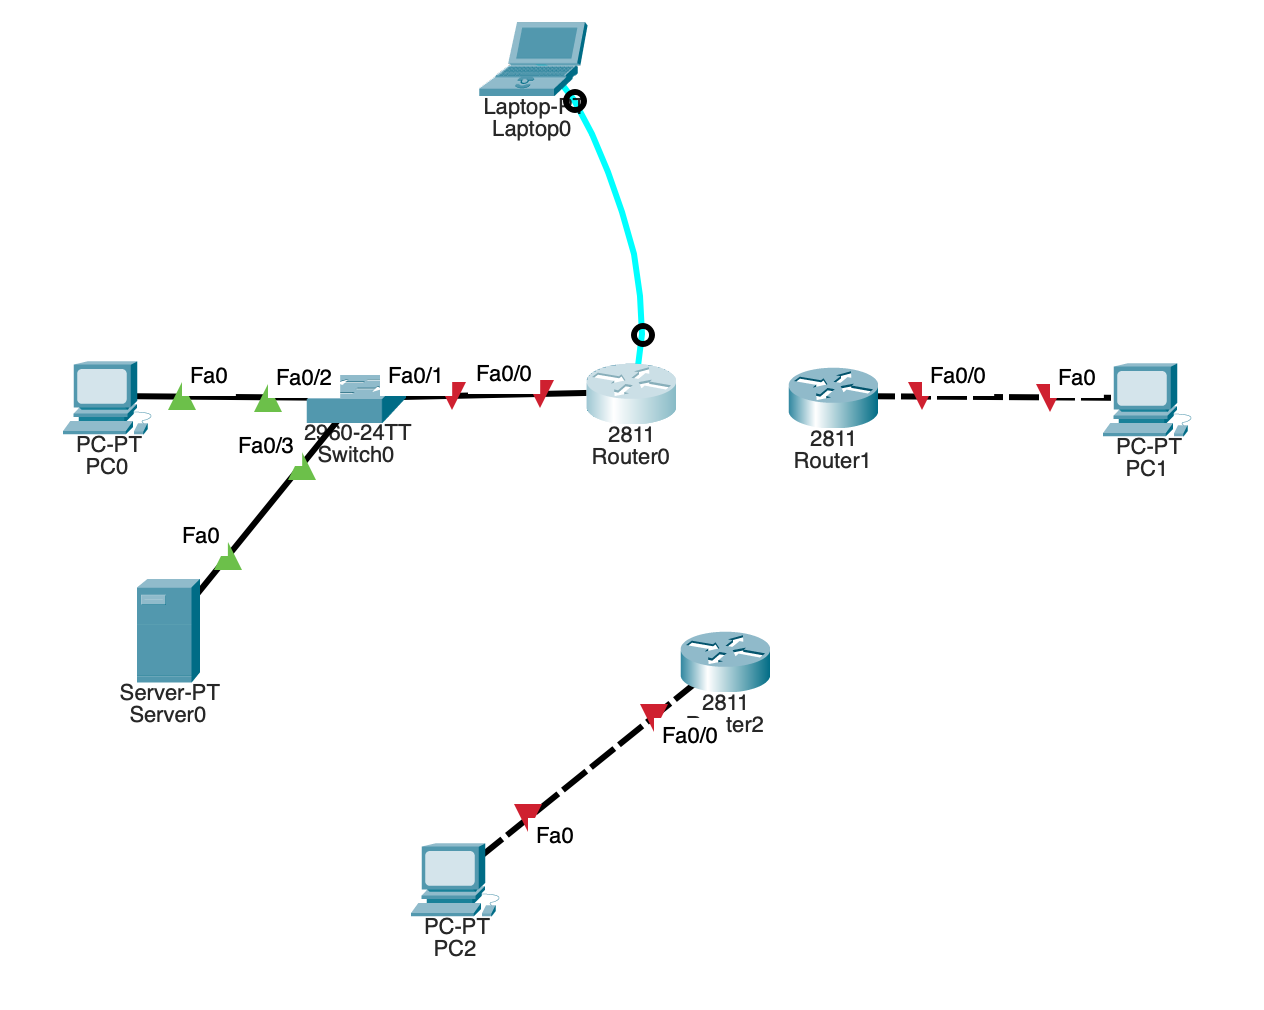 Laptop-PT
Laptop0
Fa0
Fa0/2
Fa0/1
Fa0/0
Fa0/0
Fa0
PC-PT
PC0
Fa0/3
2960-24TT
Switch0
2811
Router0
2811
Router1
PC-PT
PC1
Fa0
Server-PT
Server0
2811
ter2
Fa0/0
Fa0
PC-PT
PC2